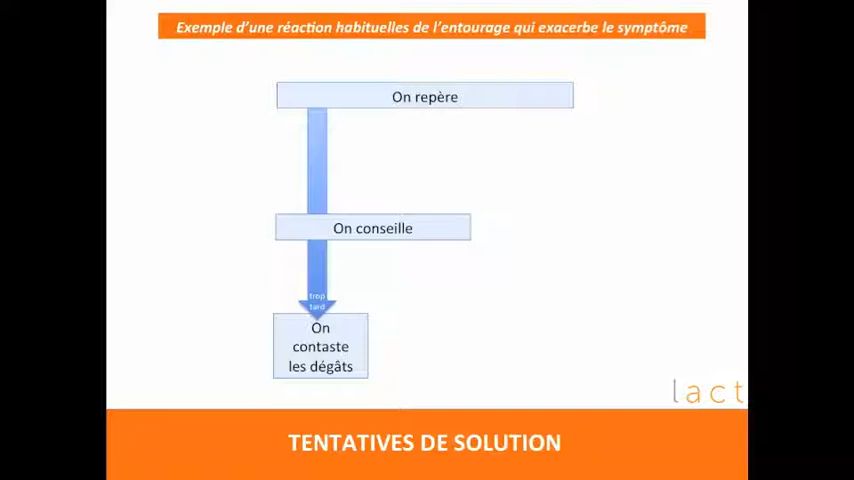 Exemple d'une réaction habituelles de l'entourage qui exacerbe le symptôme
On repère
On conseille
trop
tard
On
contaste
les dégâts
lact
TENTATIVES DE SOLUTION